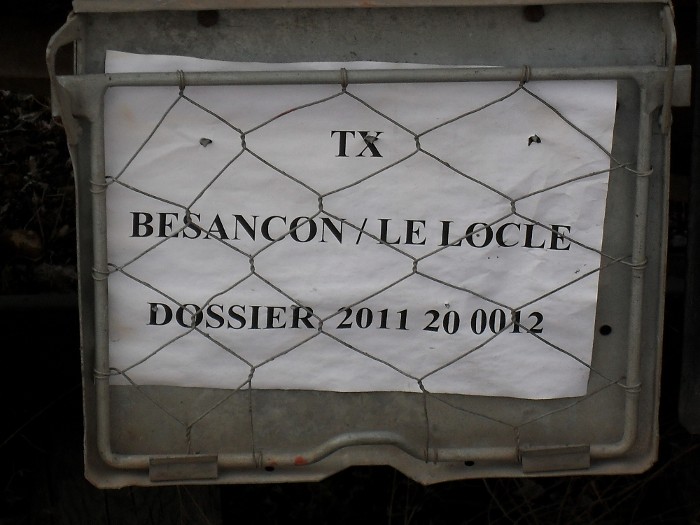 TX
BESANCON / LE LOCLE
DOSSIER 2011 20 0012